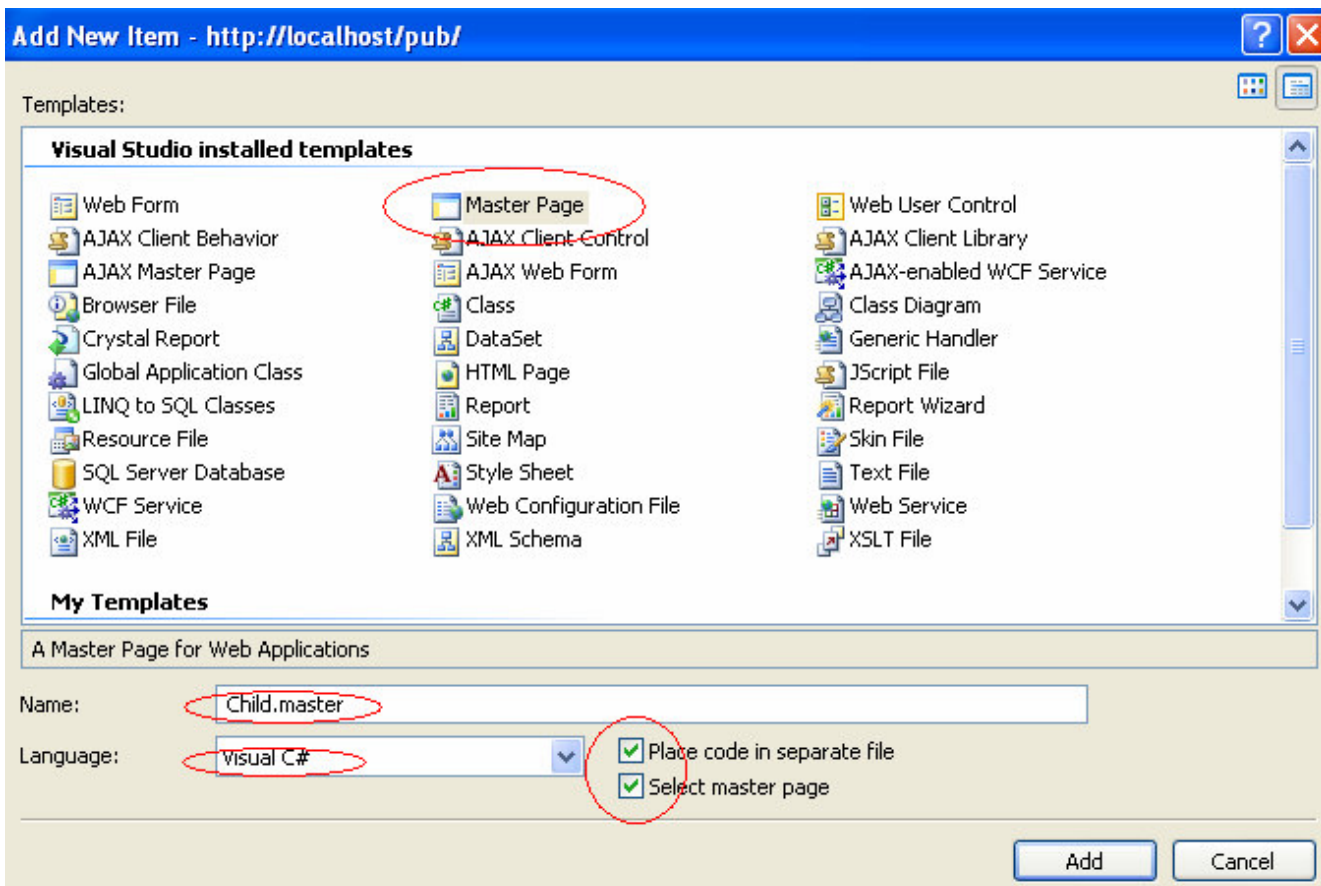 Add New Item - http://localhost/pub/
Templates:
Visual Studio installed templates
Web Form Master Page Web User Control
AJAX Client Behavior AJAX Client Control AJAX Client Library
AJAX Master Page AJAX Web Form AJAX-enabled WCF Service
Browser File Class Class Diagram
Crystal Report DataSet Generic Handler
Global Application Class HTML Page JScript File
LINQ to SQL Classes Report Report Wizard
Resource File Site Map Skin File
SQL Server Database Style Sheet Text File
WCF Service Web Configuration File Web Service
XML File XML Schema XSLT File
My Templates
A Master Page for Web Applications
Name: Child.master
Language: Visual C# Place code in separate file
Select master page
Add Cancel